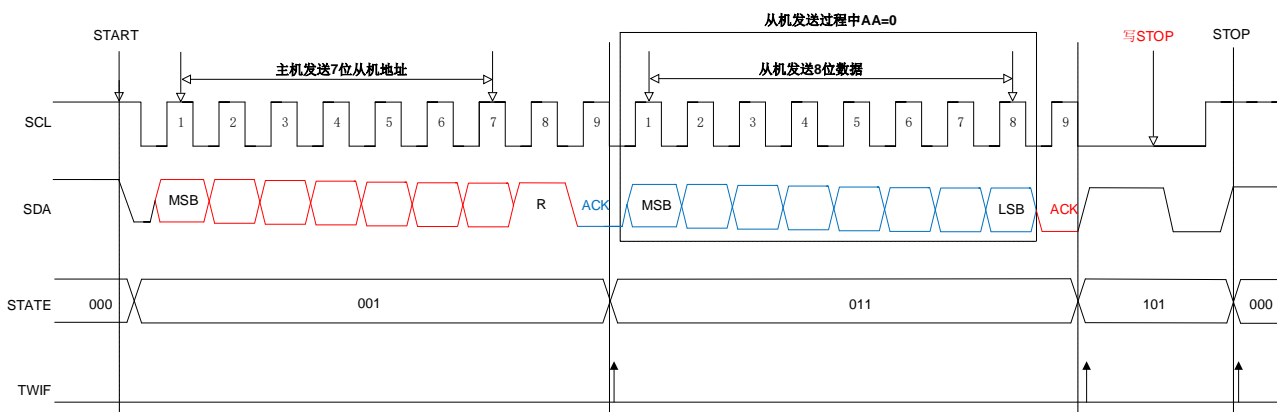 从机发送过程中AA=0
START
写STOP
STOP
主机发送7位从机地址
从机发送8位数据
SCL
1 2 3 4 5 6 7 8 9 1 2 3 4 5 6 7 8 9
SDA
MSB R ACK MSB LSB ACK
STATE 000 001 011 101 000
TWIF